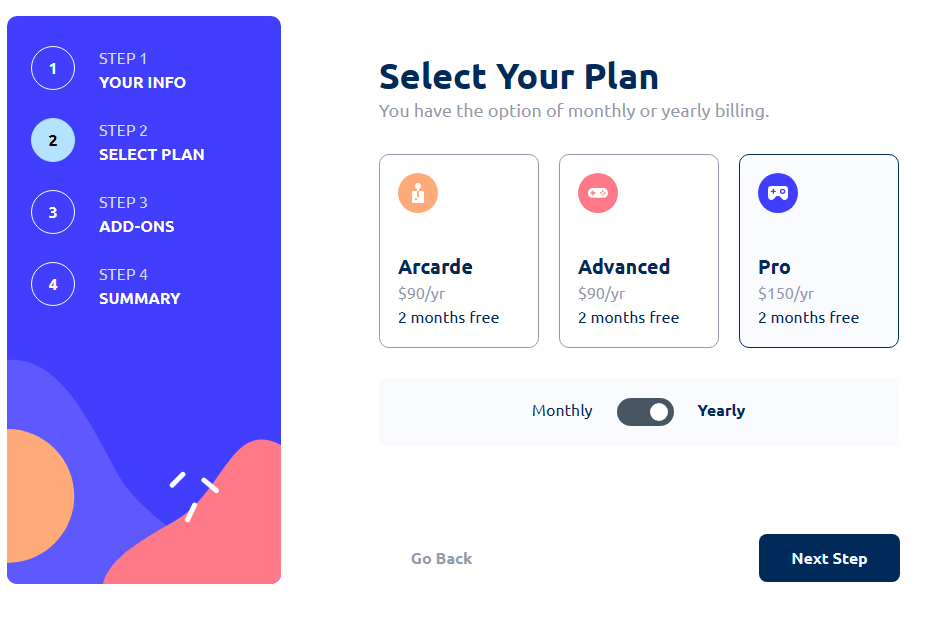 1
STEP 1
YOUR INFO
2
STEP 2
SELECT PLAN
3
STEP 3
ADD-ONS
4
STEP 4
SUMMARY
Select Your Plan
You have the option of monthly or yearly billing.
Arcarde
$90/yr
2 months free
Advanced
$90/yr
2 months free
Pro
$150/yr
2 months free
Monthly
Yearly
Go Back
Next Step